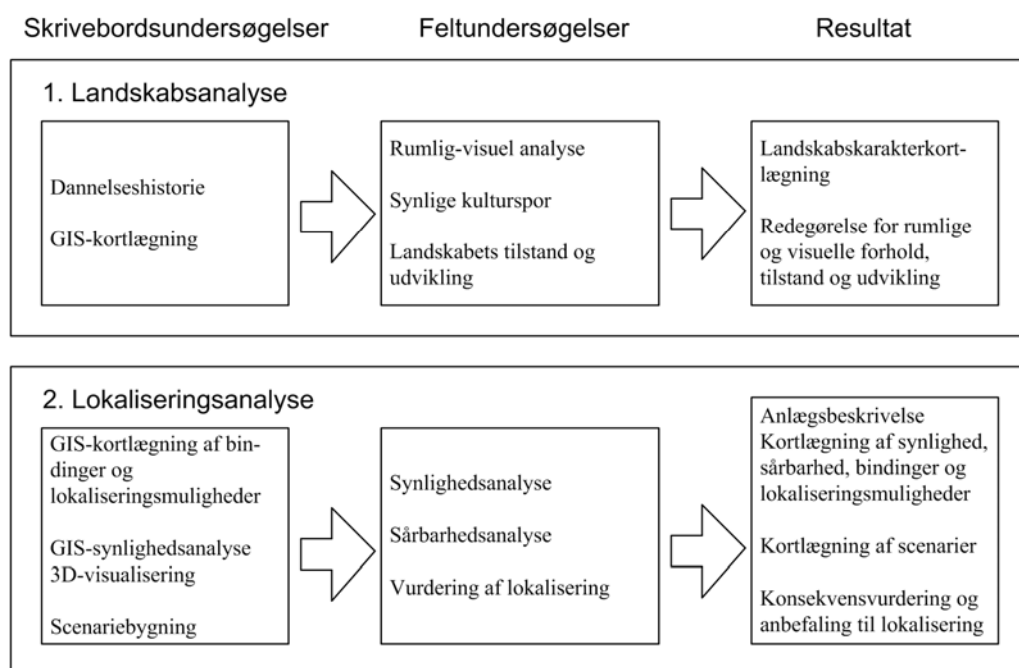 Skrivebordsundersøgelser
Feltundersøgelser
Resultat
1. Landskabsanalyse
Dannelseshistorie
GIS-kortlægning
Rumlig-visuel analyse
Synlige kulturspor
Landskabets tilstand og
udvikling
Landskabskarakterkort-
lægning
Redegørelse for rumlige
og visuelle forhold,
tilstand og udvikling
2. Lokaliseringsanalyse
GIS-kortlægning af bin-
dinger og
lokaliseringsmuligheder
GIS-synlighedsanalyse
3D-visualisering
Scenariebygning
Synlighedsanalyse
Sårbarhedsanalyse
Vurdering af lokalisering
Anlægsbeskrivelse
Kortlægning af synlighed,
sårbarhed, bindinger og
lokaliseringsmuligheder
Kortlægning af scenarier
Konsekvensvurdering og
anbefaling til lokalisering